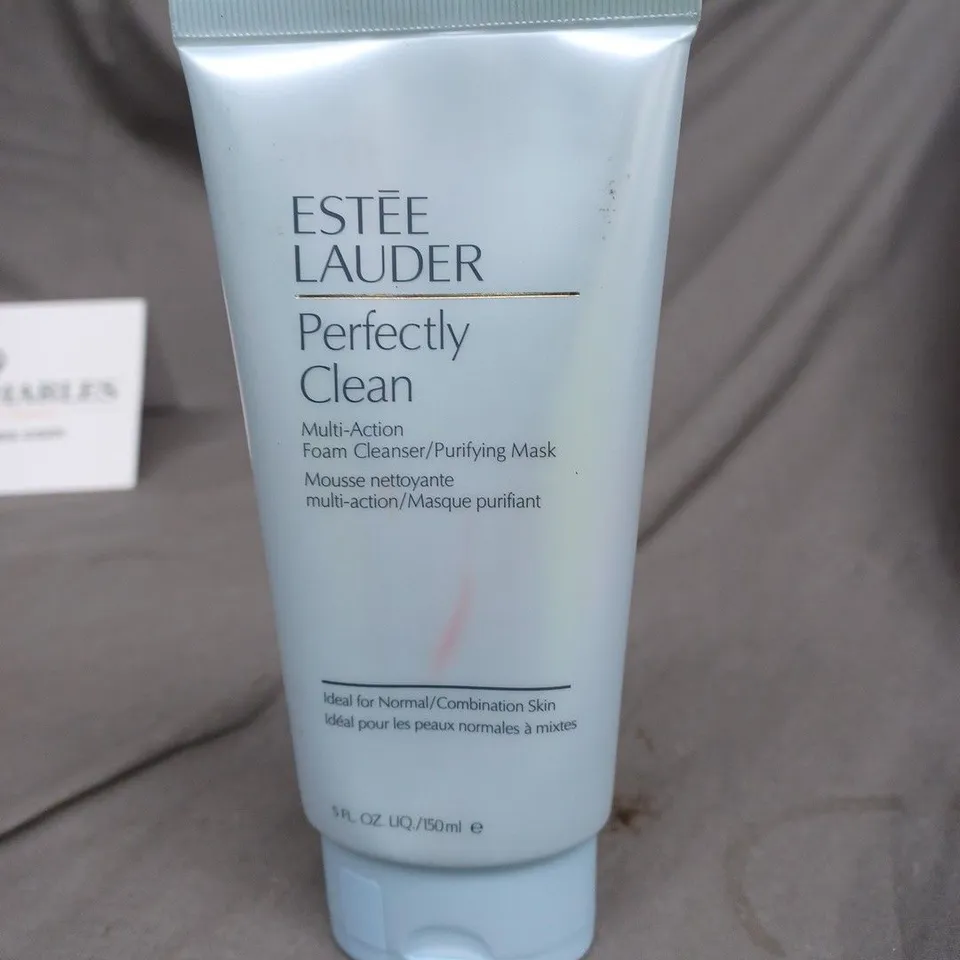 ESTĒE
LAUDER
Perfectly
Clean
Multi-Action
Foam Cleanser/Purifying Mask
Mousse nettoyante
multi-action/Masque purifiant
Ideal for Normal/Combination Skin
Idéal pour les peaux normales à mixtes
5 FL. OZ. LIQ./150 ml e